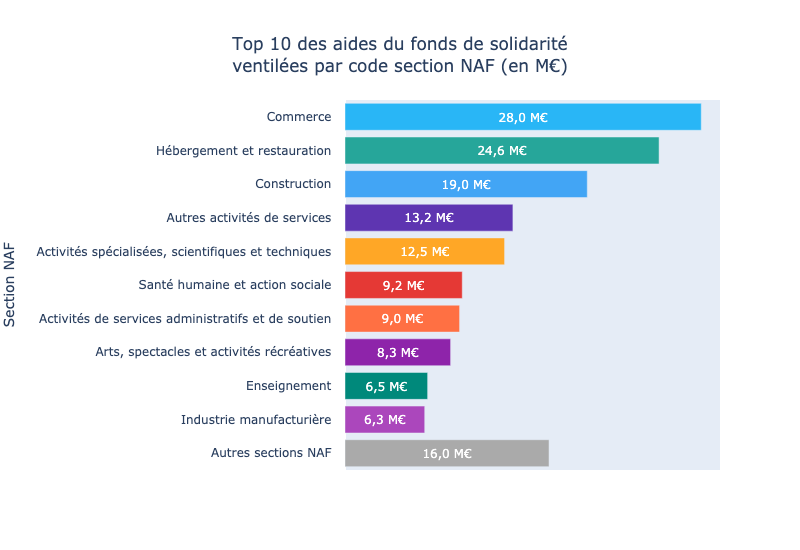 Top 10 des aides du fonds de solidarité
ventilées par code section NAF (en M€)
Section NAF
Commerce 28,0 M€
Hébergement et restauration 24,6 M€
Construction 19,0 M€
Autres activités de services 13,2 M€
Activités spécialisées, scientifiques et techniques 12,5 M€
Santé humaine et action sociale 9,2 M€
Activités de services administratifs et de soutien 9,0 M€
Arts, spectacles et activités récréatives 8,3 M€
Enseignement 6,5 M€
Industrie manufacturière 6,3 M€
Autres sections NAF 16,0 M€